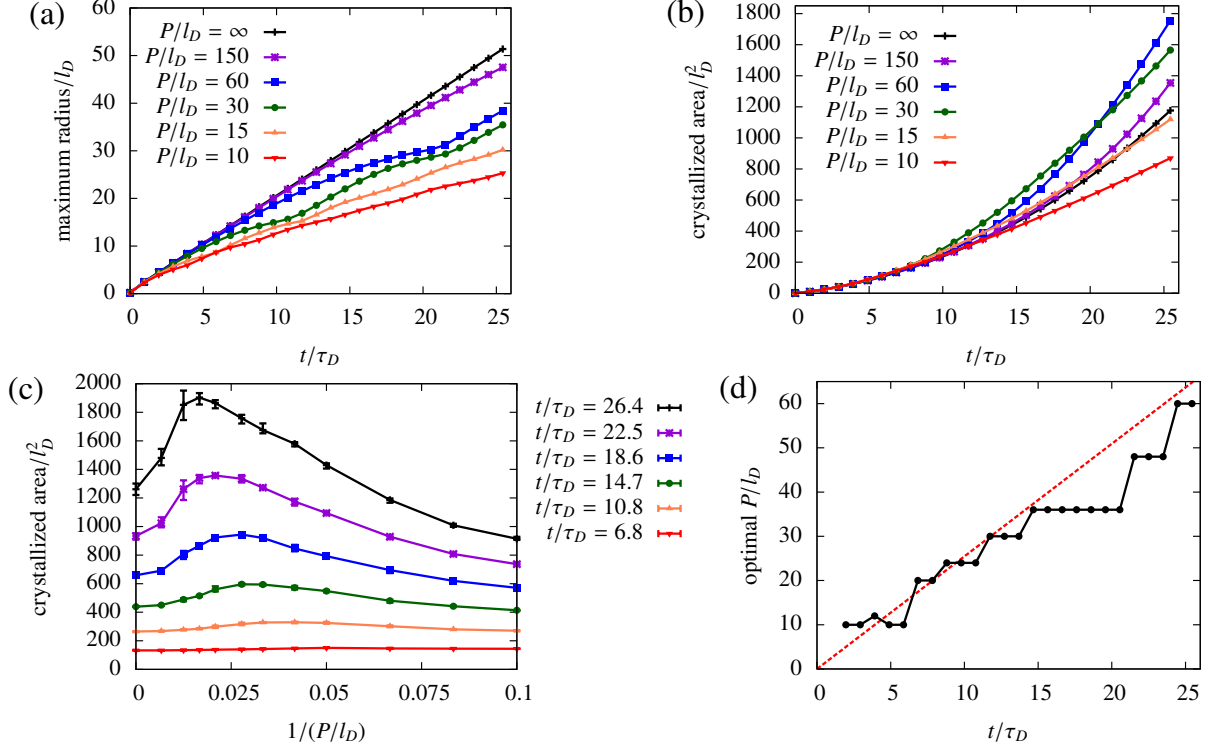 (a)
maximum radius/l_D
60
50
40
30
20
10
0
P/l_D = ∞
P/l_D = 150
P/l_D = 60
P/l_D = 30
P/l_D = 15
P/l_D = 10
0 5 10 15 20 25
t/τ_D
(b)
crystallized area/l_D^2
1800
1600
1400
1200
1000
800
600
400
200
0
P/l_D = ∞
P/l_D = 150
P/l_D = 60
P/l_D = 30
P/l_D = 15
P/l_D = 10
0 5 10 15 20 25
t/τ_D
(c)
crystallized area/l_D^2
2000
1800
1600
1400
1200
1000
800
600
400
200
0
0 0.025 0.05 0.075 0.1
1/(P/l_D)
t/τ_D = 26.4
t/τ_D = 22.5
t/τ_D = 18.6
t/τ_D = 14.7
t/τ_D = 10.8
t/τ_D = 6.8
(d)
optimal P/l_D
60
50
40
30
20
10
0
0 5 10 15 20 25
t/τ_D